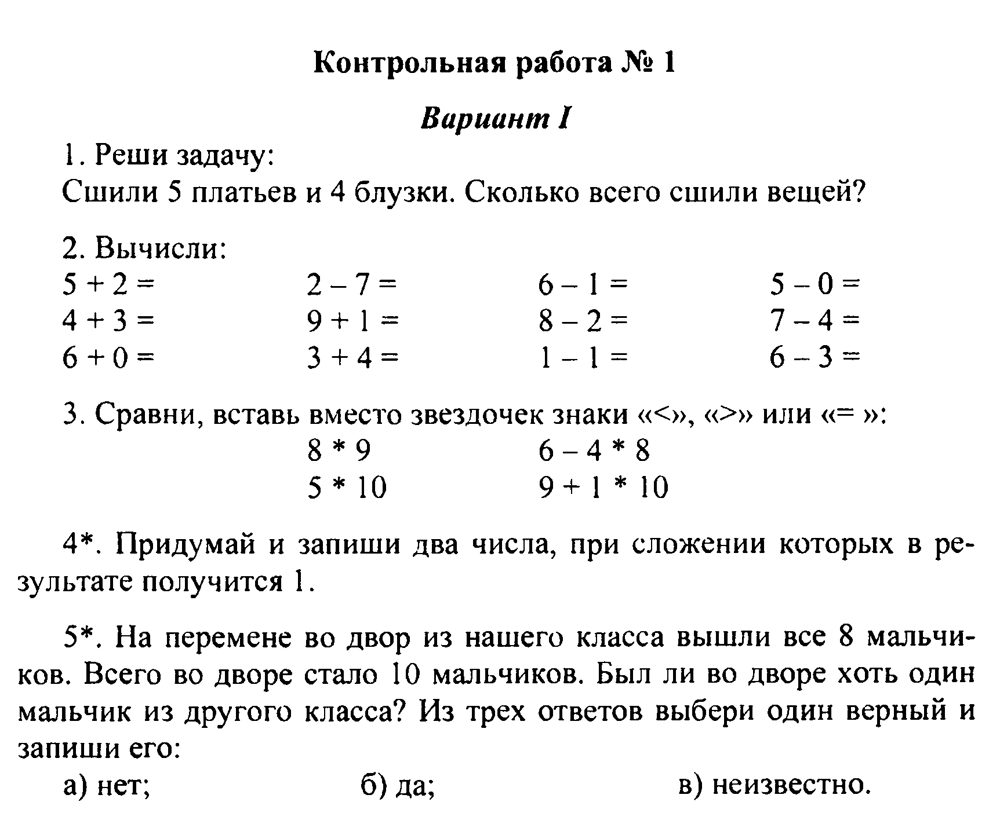 Контрольная работа № 1
Вариант I
1. Реши задачу:
Сшили 5 платьев и 4 блузки. Сколько всего сшили вещей?
2. Вычисли:
5 + 2 = 2 – 7 = 6 – 1 = 5 – 0 =
4 + 3 = 9 + 1 = 8 – 2 = 7 – 4 =
6 + 0 = 3 + 4 = 1 – 1 = 6 – 3 =
3. Сравни, вставь вместо звездочек знаки «<», «>» или «= »:
8 * 9 6 – 4 * 8
5 * 10 9 + 1 * 10
4*. Придумай и запиши два числа, при сложении которых в ре-
зультате получится 1.
5*. На перемене во двор из нашего класса вышли все 8 мальчи-
ков. Всего во дворе стало 10 мальчиков. Был ли во дворе хоть один
мальчик из другого класса? Из трех ответов выбери один верный и
запиши его:
а) нет; б) да; в) неизвестно.